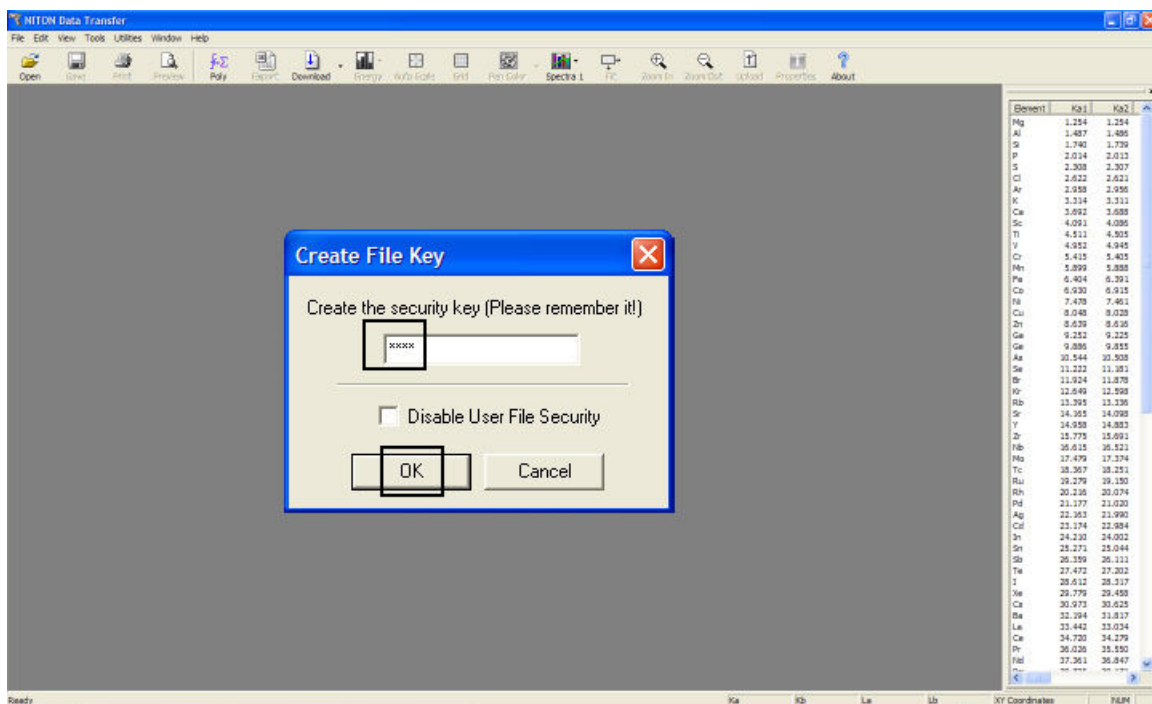 NITON Data Transfer
File Edit View Tools Utilities Window Help
Open Save Print Preview Poly Export Download Energy Auto Scale Grid Pen Color Spectra 1 Fit Zoom In Zoom Out Upload Properties About
Element Ka1 Ka2
Mg 1.254 1.254
Al 1.487 1.486
Si 1.740 1.739
P 2.014 2.013
S 2.308 2.307
Cl 2.622 2.621
Ar 2.958 2.956
K 3.314 3.311
Ca 3.692 3.688
Sc 4.091 4.086
Ti 4.511 4.505
V 4.952 4.945
Cr 5.415 5.405
Mn 5.899 5.888
Fe 6.404 6.391
Co 6.930 6.915
Ni 7.478 7.461
Cu 8.048 8.028
Zn 8.639 8.616
Ga 9.252 9.225
Ge 9.886 9.855
As 10.544 10.508
Se 11.222 11.181
Br 11.924 11.878
Kr 12.649 12.598
Rb 13.395 13.336
Sr 14.165 14.098
Y 14.958 14.883
Zr 15.775 15.691
Nb 16.615 16.521
Mo 17.479 17.374
Tc 18.367 18.251
Ru 19.279 19.150
Rh 20.216 20.074
Pd 21.177 21.020
Ag 22.163 21.990
Cd 23.174 22.984
In 24.210 24.002
Sn 25.271 25.044
Sb 26.359 26.111
Te 27.472 27.202
I 28.612 28.317
Xe 29.779 29.458
Cs 30.973 30.625
Ba 32.194 31.817
La 33.442 33.034
Ce 34.720 34.279
Pr 36.026 35.550
Nd 37.361 36.847
Create File Key
Create the security key (Please remember it!)
××××
Disable User File Security
OK Cancel
Ready Ka Kb La Lb XY Coordinates NUM